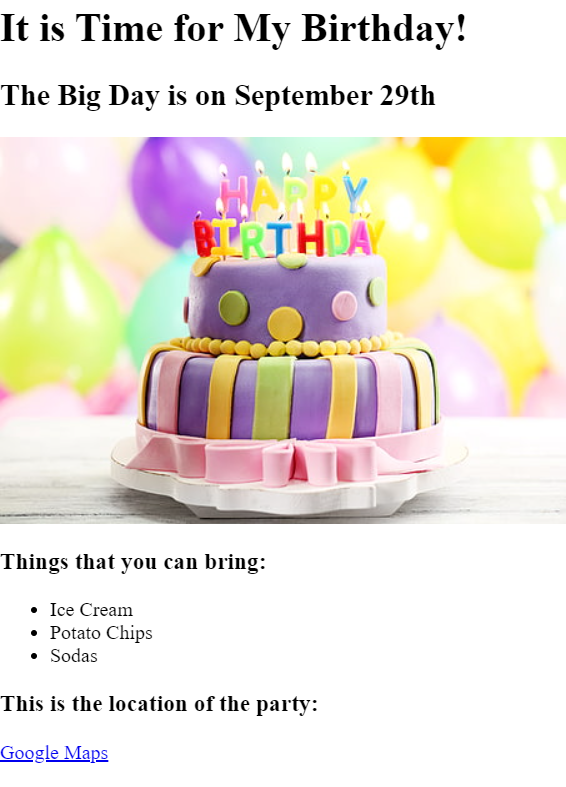 It is Time for My Birthday!
The Big Day is on September 29th
HAPPY
BIRTHDAY
Things that you can bring:
Ice Cream
Potato Chips
Sodas
This is the location of the party:
Google Maps